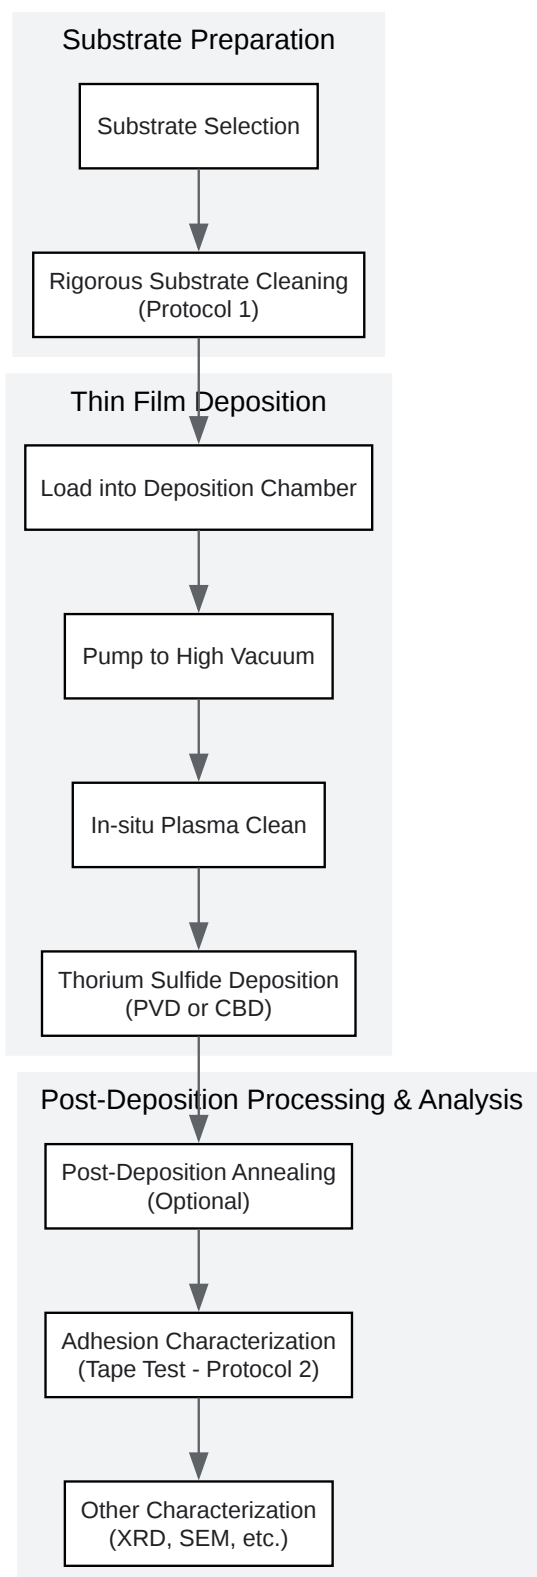 Substrate Preparation
Substrate Selection
Rigorous Substrate Cleaning
(Protocol 1)
Thin Film Deposition
Load into Deposition Chamber
Pump to High Vacuum
In-situ Plasma Clean
Thorium Sulfide Deposition
(PVD or CBD)
Post-Deposition Processing & Analysis
Post-Deposition Annealing
(Optional)
Adhesion Characterization
(Tape Test - Protocol 2)
Other Characterization
(XRD, SEM, etc.)